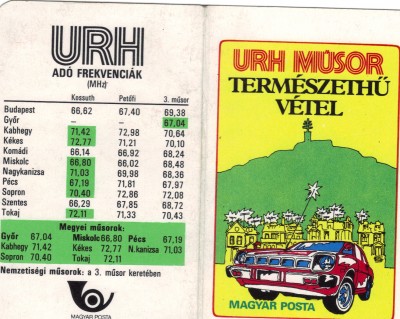 URH
ADÓ FREKVENCIÁK
(MHz)
Kossuth Petőfi 3. műsor
Budapest 66,62 67,40 69,38
Győr – – 67,04
Kabhegy 71,42 72,98 70,64
Kékes 72,77 71,21 70,10
Komádi 66,14 66,92 68,24
Miskolc 66,80 66,02 68,48
Nagykanizsa 71,03 69,98 68,36
Pécs 67,19 71,81 67,97
Sopron 70,40 72,86 72,08
Szentes 66,29 67,85 68,72
Tokaj 72,11 71,33 70,43
Megyei műsorok:
Győr 67,04 Miskolc 66,80 Pécs 67,19
Kabhegy 71,42 Kékes 72,77 N.kanizsa 71,03
Sopron 70,40 Tokaj 72,11
Nemzetiségi műsorok: a 3. műsor keretében
MAGYAR POSTA
URH MŰSOR
TERMÉSZETHŰ
VÉTEL
MAGYAR POSTA